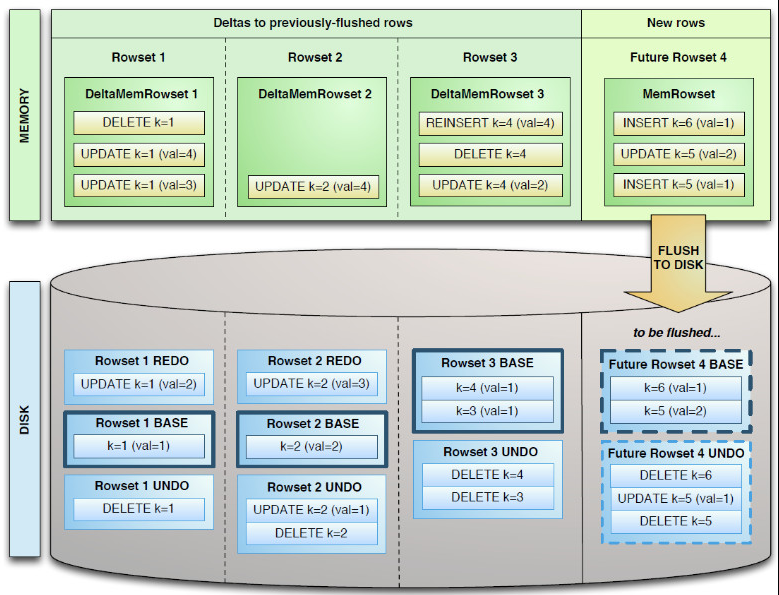 MEMORY
Deltas to previously-flushed rows
New rows
Rowset 1
Rowset 2
Rowset 3
Future Rowset 4
DeltaMemRowset 1
DELETE k=1
UPDATE k=1 (val=4)
UPDATE k=1 (val=3)
DeltaMemRowset 2
UPDATE k=2 (val=4)
DeltaMemRowset 3
REINSERT k=4 (val=4)
DELETE k=4
UPDATE k=4 (val=2)
MemRowset
INSERT k=6 (val=1)
UPDATE k=5 (val=2)
INSERT k=5 (val=1)
FLUSH
TO DISK
DISK
Rowset 1 REDO
UPDATE k=1 (val=2)
Rowset 1 BASE
k=1 (val=1)
Rowset 1 UNDO
DELETE k=1
Rowset 2 REDO
UPDATE k=2 (val=3)
Rowset 2 BASE
k=2 (val=2)
Rowset 2 UNDO
UPDATE k=2 (val=1)
DELETE k=2
Rowset 3 BASE
k=4 (val=1)
k=3 (val=1)
Rowset 3 UNDO
DELETE k=4
DELETE k=3
to be flushed...
Future Rowset 4 BASE
k=6 (val=1)
k=5 (val=2)
Future Rowset 4 UNDO
DELETE k=6
UPDATE k=5 (val=1)
DELETE k=5